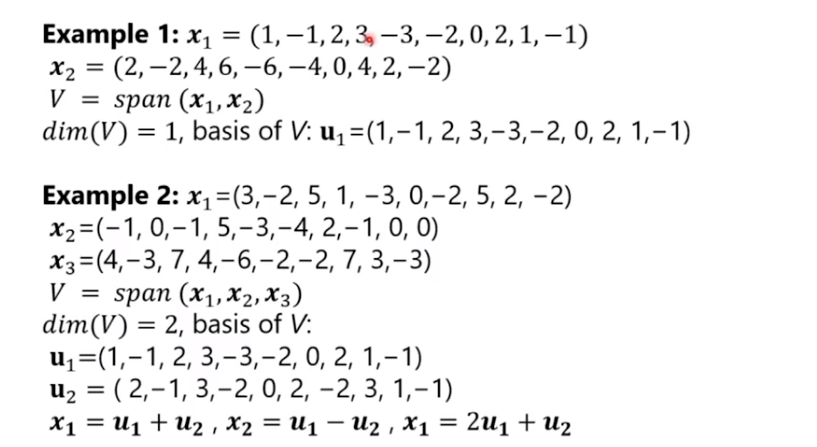 Example 1: 𝒙₁ = (1, −1, 2, 3, −3, −2, 0, 2, 1, −1)
𝒙₂ = (2, −2, 4, 6, −6, −4, 0, 4, 2, −2)
V = span (𝒙₁, 𝒙₂)
dim(V) = 1, basis of V: 𝐮₁=(1,−1, 2, 3,−3,−2, 0, 2, 1,−1)
Example 2: 𝒙₁=(3,−2, 5, 1, −3, 0,−2, 5, 2, −2)
𝒙₂=(−1, 0,−1, 5,−3,−4, 2,−1, 0, 0)
𝒙₃=(4,−3, 7, 4,−6,−2,−2, 7, 3,−3)
V = span (𝒙₁, 𝒙₂, 𝒙₃)
dim(V) = 2, basis of V:
𝐮₁=(1,−1, 2, 3,−3,−2, 0, 2, 1,−1)
𝐮₂ = ( 2,−1, 3,−2, 0, 2, −2, 3, 1,−1)
𝒙₁ = 𝒖₁ + 𝒖₂ , 𝒙₂ = 𝒖₁ − 𝒖₂ , 𝒙₁ = 2𝒖₁ + 𝒖₂